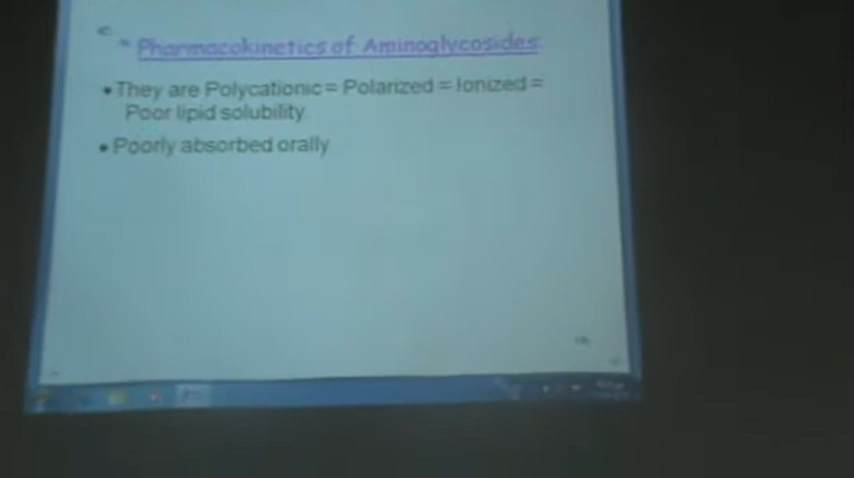 * Pharmacokinetics of Aminoglycosides
• They are Polycationic = Polarized = Ionized =
Poor lipid solubility
• Poorly absorbed orally